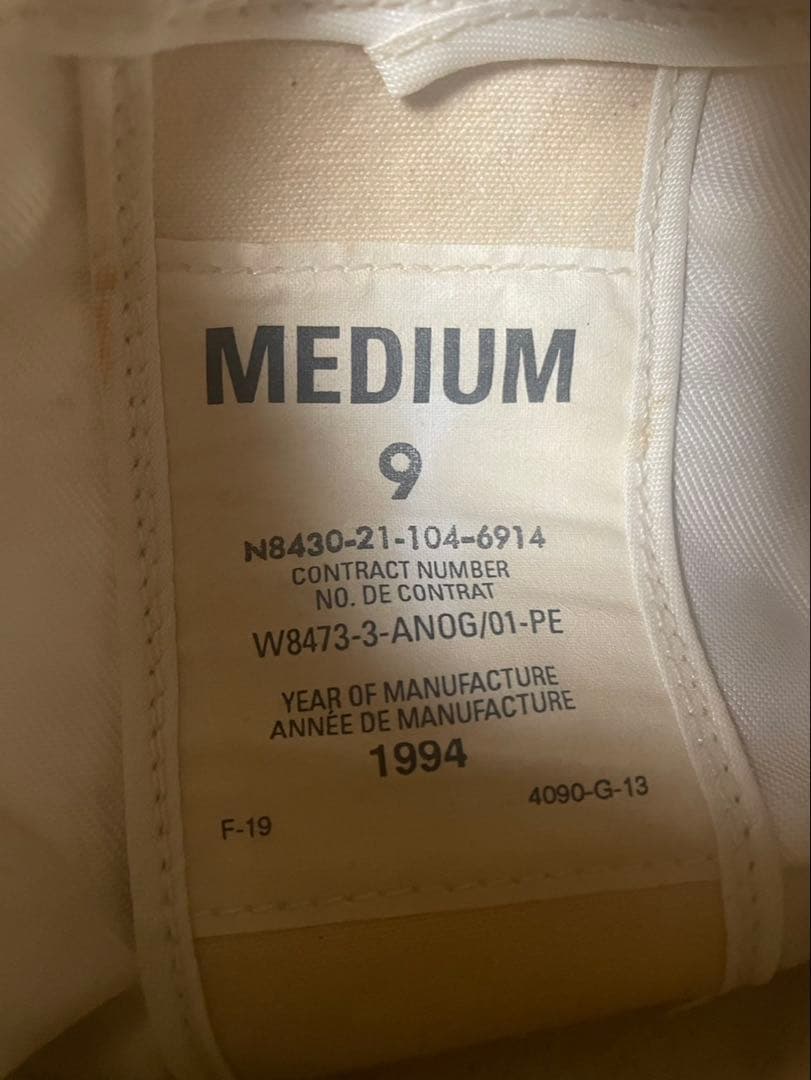 MEDIUM
9
N8430-21-104-6914
CONTRACT NUMBER
NO. DE CONTRAT
W8473-3-ANOG/01-PE
YEAR OF MANUFACTURE
ANNÉE DE MANUFACTURE
1994
4090-G-13
F-19